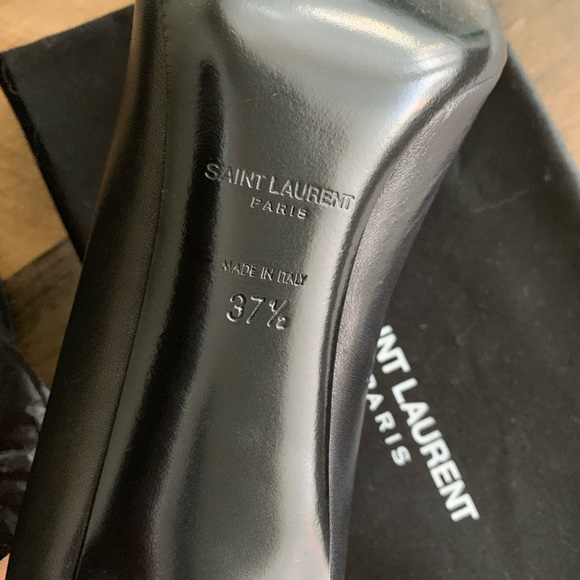 SAINT LAURENT
PARIS
MADE IN ITALY
37½
INT LAURENT
PARIS